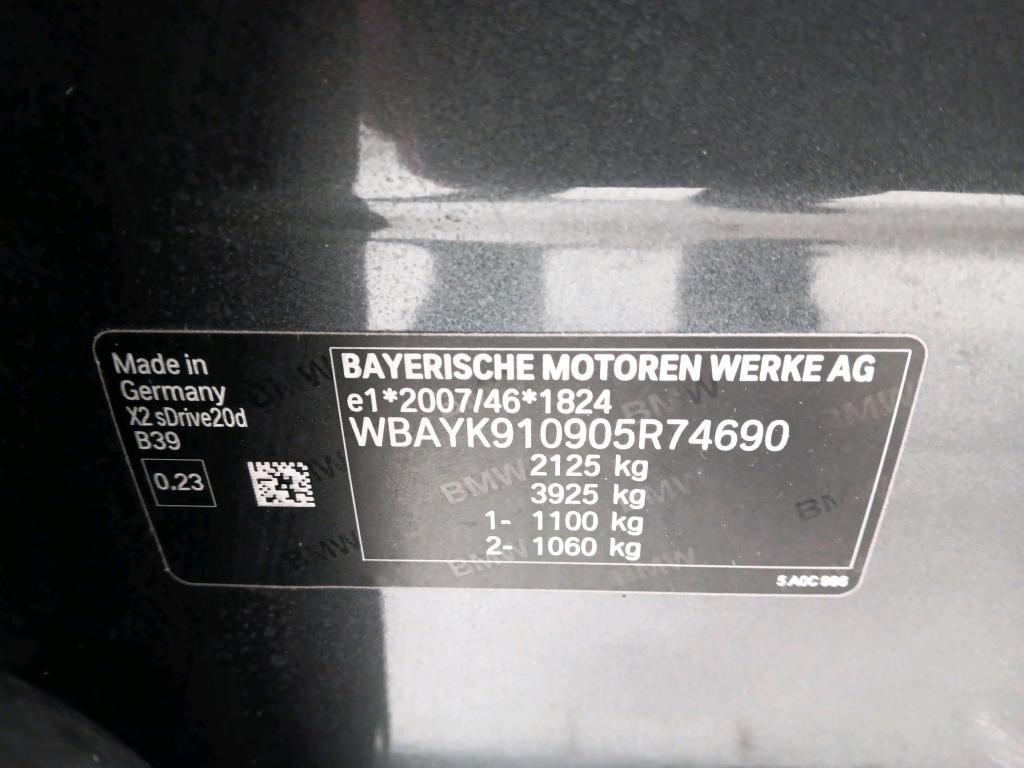 Made in
Germany
X2 sDrive20d
B39
0.23
BAYERISCHE MOTOREN WERKE AG
e1*2007/46*1824
WBAYK910905R74690
2125 kg
3925 kg
1- 1100 kg
2- 1060 kg
5 A0C 986